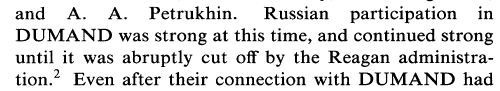 and A. A. Petrukhin. Russian participation in
DUMAND was strong at this time, and continued strong
until it was abruptly cut off by the Reagan administra-
tion.² Even after their connection with DUMAND had